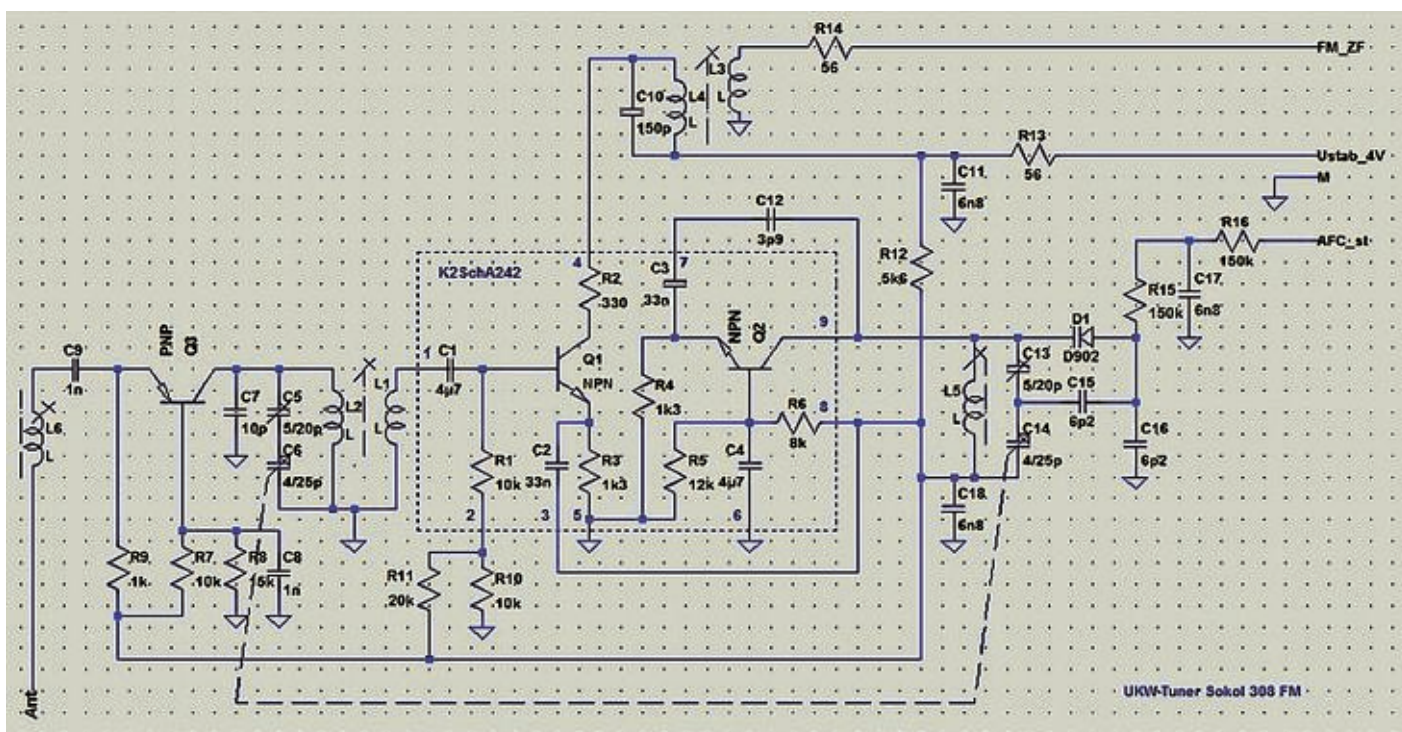 R14
56
FM_ZF
L3
L
C10
150p
L4
L
R13
56
Ustab_4V
C11
6n8
M
C12
3p9
R16
150k
AFC_st
K2SchA242
4
7
C3
33n
R2
330
R12
5k6
R15
150k
C17
6n8
PNP
Q3
NPN
Q2
9
D1
D902
C9
1n
1
C1
4µ7
Q1
NPN
C13
5/20p
L6
L
C7
10p
C5
5/20p
L2
L
L1
L
R4
1k3
R6
8k
8
L5
L
C15
6p2
C6
4/25p
C14
4/25p
C16
6p2
R1
10k
C2
33n
R3
1k3
R5
12k
C4
4µ7
2
3
5
6
C18
6n8
R9
1k
R7
10k
R8
15k
C8
1n
R11
20k
R10
10k
Ant
UKW-Tuner Sokol 308 FM